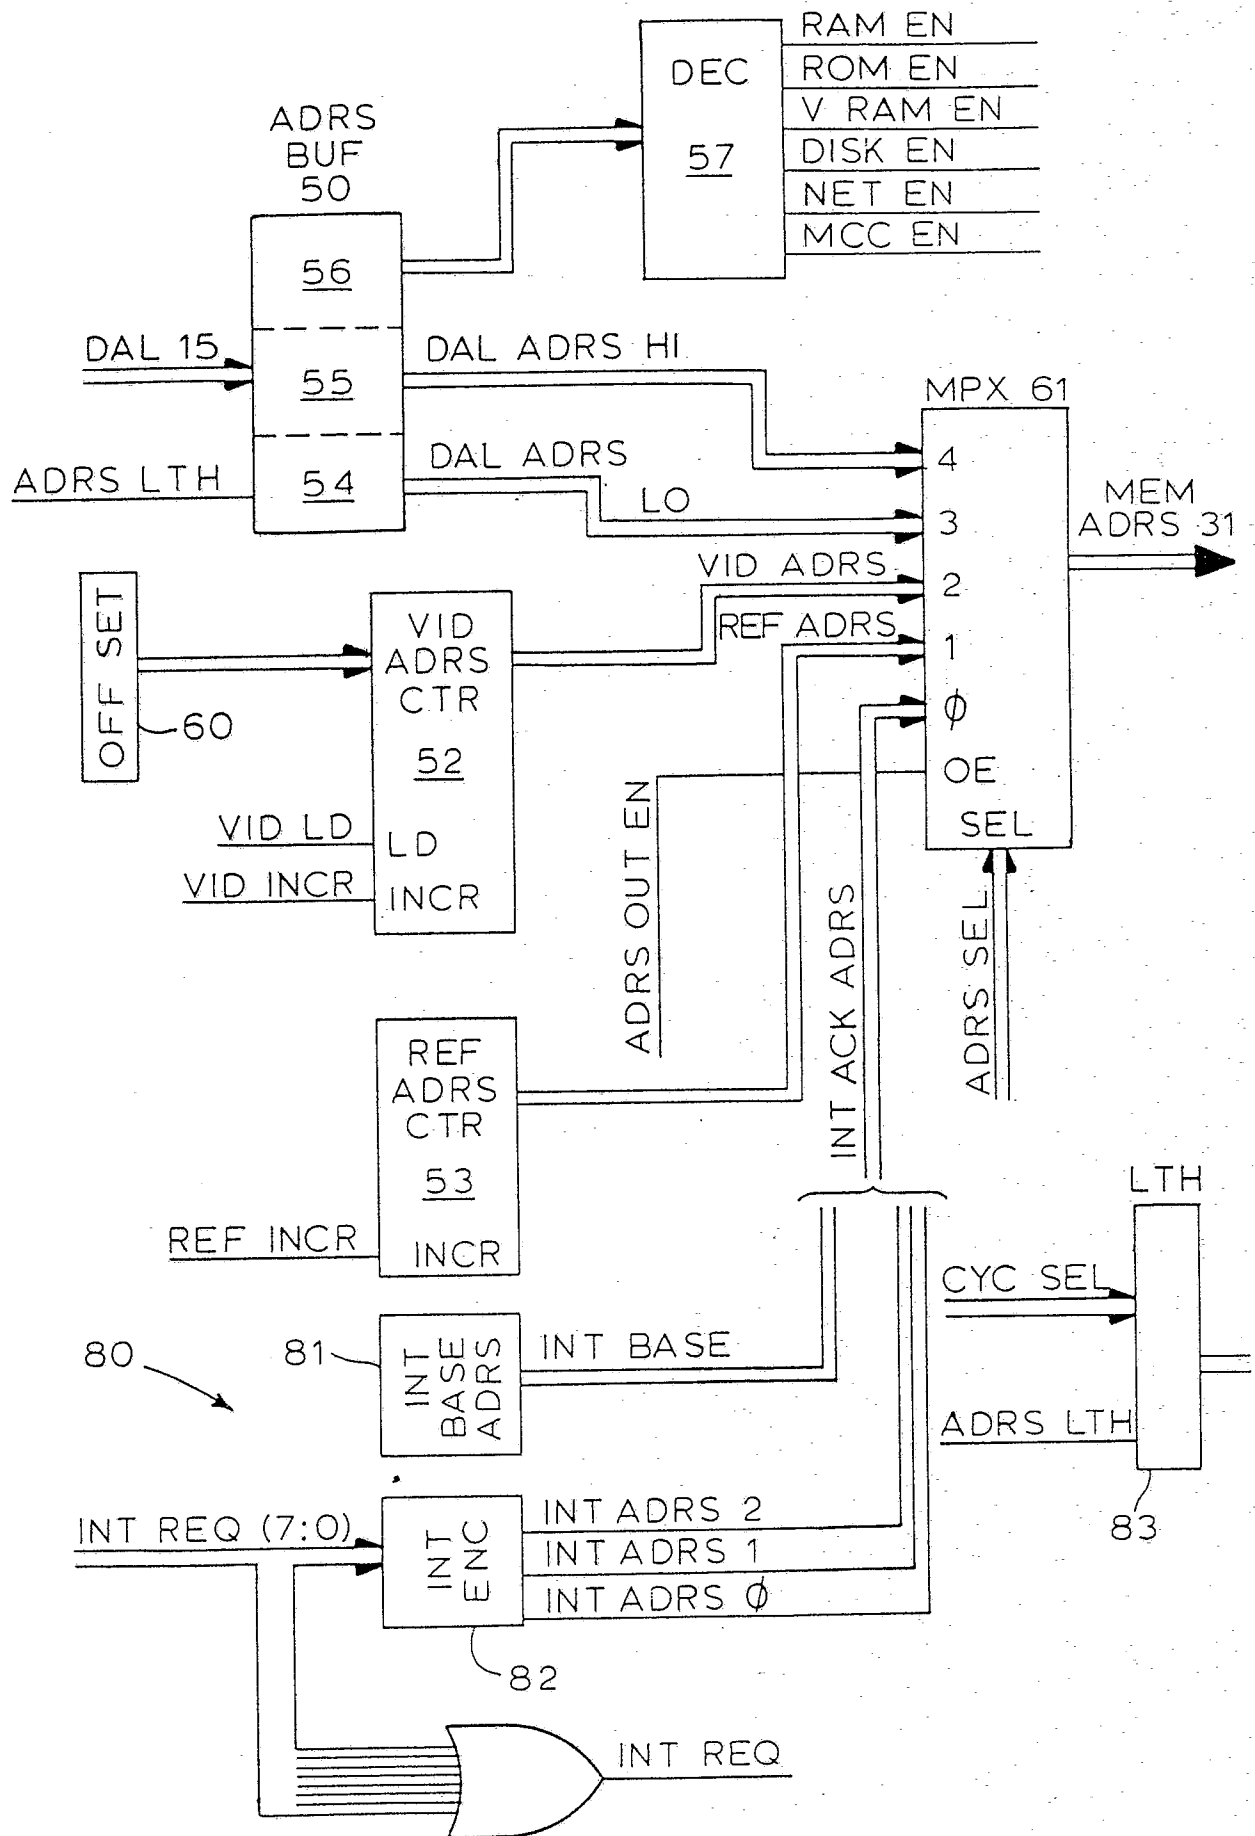 RAM EN
ROM EN
V RAM EN
DISK EN
NET EN
MCC EN
DEC
57
ADRS
BUF
50
56
55
54
DAL 15
ADRS LTH
DAL ADRS HI
DAL ADRS
LO
MPX 61
4
3
2
1
Ø
OE
SEL
MEM
ADRS 31
VID ADRS
REF ADRS
OFF SET
60
VID
ADRS
CTR
52
LD
INCR
VID LD
VID INCR
ADRS OUT EN
INT ACK ADRS
ADRS SEL
REF
ADRS
CTR
53
INCR
REF INCR
LTH
CYC SEL
ADRS LTH
83
80
81
INT
BASE
ADRS
INT BASE
INT REQ (7:0)
INT
ENC
82
INT ADRS 2
INT ADRS 1
INT ADRS Ø
INT REQ